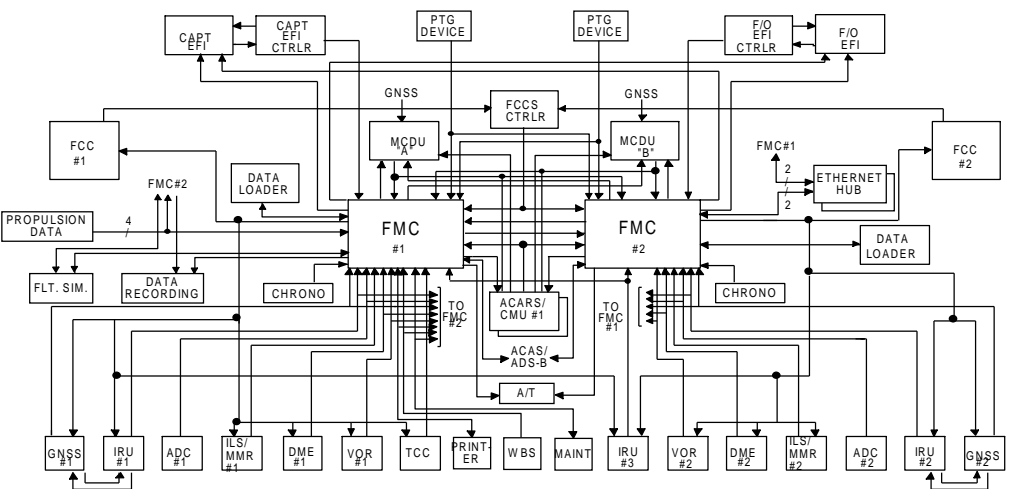 CAPT
EFI
CAPT
EFI
CTRLR
PTG
DEVICE
PTG
DEVICE
F/O
EFI
CTRLR
F/O
EFI
GNSS
FCCS
CTRLR
GNSS
FCC
#1
MCDU
"A"
MCDU
"B"
FMC#1
FCC
#2
FMC#2
DATA
LOADER
2
ETHERNET
HUB
2
PROPULSION
DATA
4
FMC
#1
FMC
#2
DATA
LOADER
FLT. SIM.
DATA
RECORDING
CHRONO
ACARS/
CMU #1
CHRONO
TO
FMC
#2
TO
FMC
#1
ACAS/
ADS-B
A/T
GNSS
#1
IRU
#1
ADC
#1
ILS/
MMR
#1
DME
#1
VOR
#1
TCC
PRINT-
ER
WBS
MAINT
IRU
#3
VOR
#2
DME
#2
ILS/
MMR
#2
ADC
#2
IRU
#2
GNSS
#2